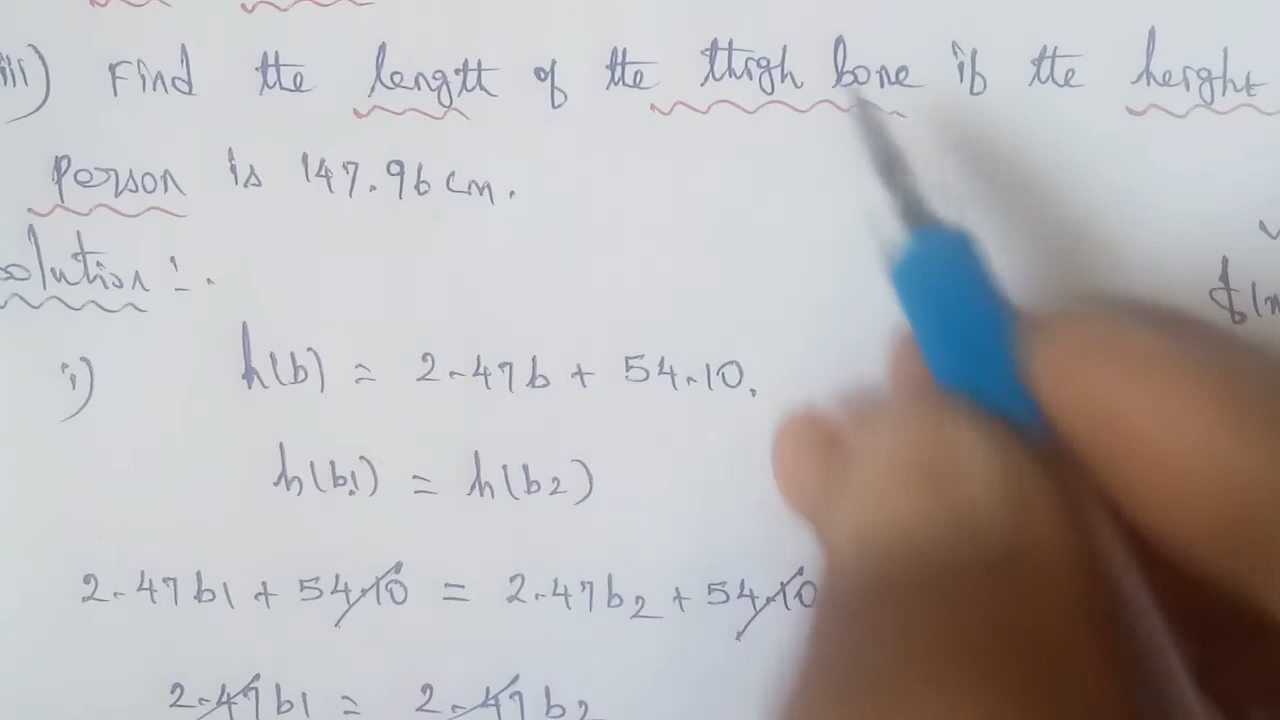 iii) Find the length of the thigh bone if the height
Person is 147.96 cm.
Solution :-.
i) h(b) = 2.47b + 54.10.
h(b1) = h(b2)
2.47b1 + 54.10 = 2.47b2 + 54.10
2.47b1 = 2.47b2